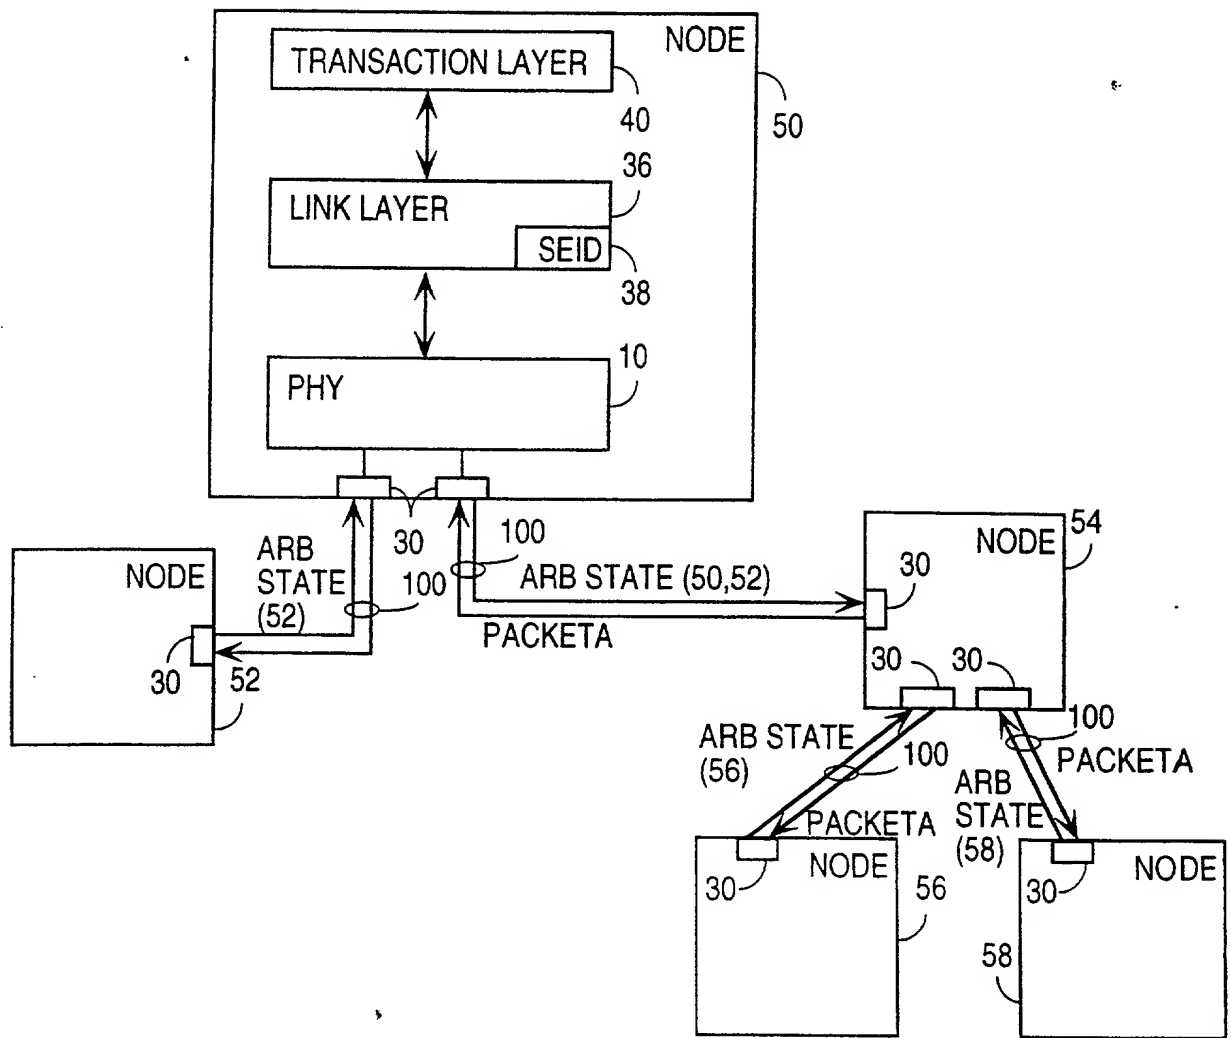 NODE
TRANSACTION LAYER
40
50
36
LINK LAYER
SEID
38
10
PHY
30
100
ARB STATE (50,52)
PACKETA
ARB
STATE
(52)
100
NODE
30
52
NODE
54
30
30
30
ARB STATE
(56)
100
PACKETA
100
PACKETA
ARB
STATE
(58)
NODE
30
56
NODE
30
58